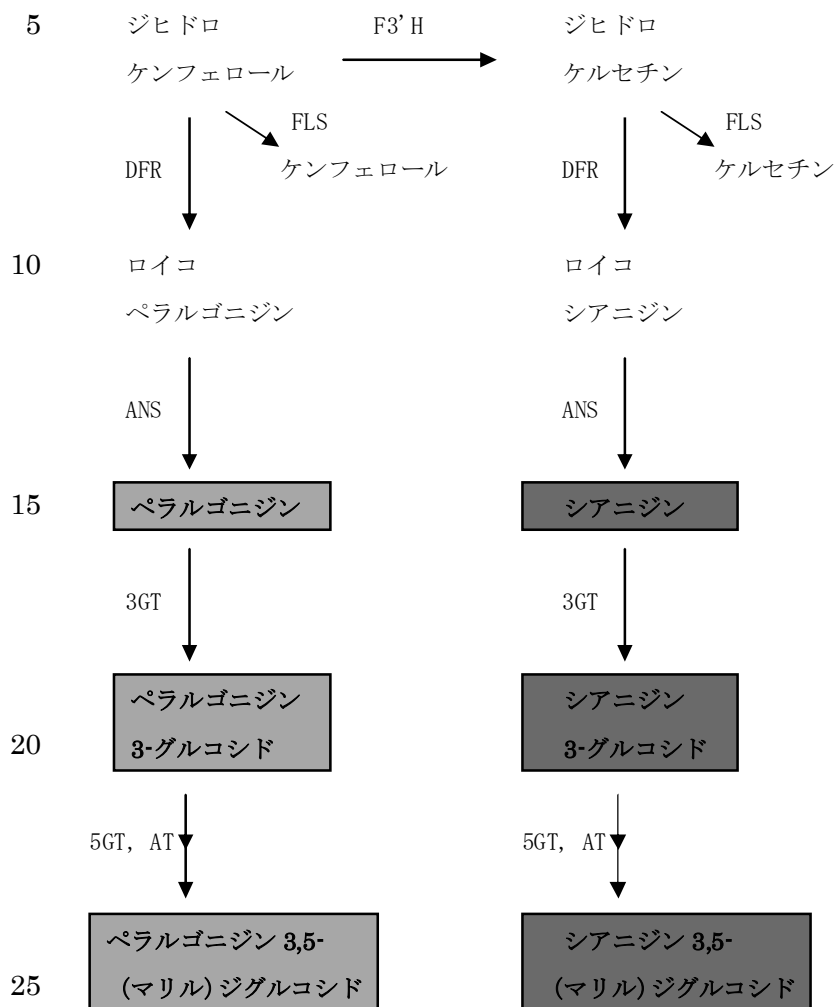 5 ジヒドロ F3'H ジヒドロ
ケンフェロール ケルセチン
FLS FLS
DFR ケンフェロール DFR ケルセチン
10 ロイコ ロイコ
ペラルゴニジン シアニジン
ANS ANS
15 ペラルゴニジン シアニジン
3GT 3GT
ペラルゴニジン シアニジン
20 3-グルコシド 3-グルコシド
5GT, AT 5GT, AT
ペラルゴニジン 3,5- シアニジン 3,5-
25 (マリル)ジグルコシド (マリル)ジグルコシド